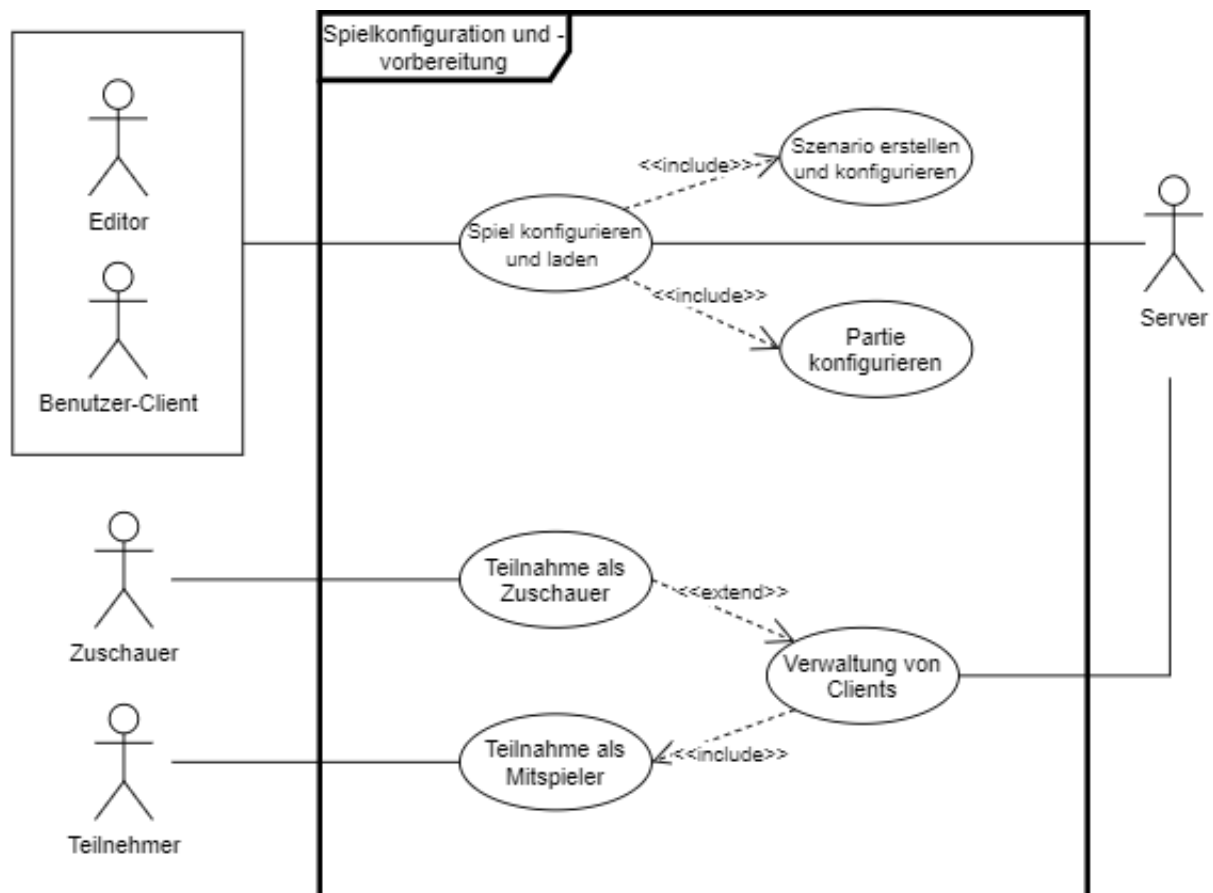 Spielkonfiguration und -
vorbereitung
Editor
Benutzer-Client
Szenario erstellen
und konfigurieren
<<include>>
Spiel konfigurieren
und laden
<<include>>
Partie
konfigurieren
Server
Zuschauer
Teilnahme als
Zuschauer
<<extend>>
Verwaltung von
Clients
Teilnahme als
Mitspieler
<<include>>
Teilnehmer